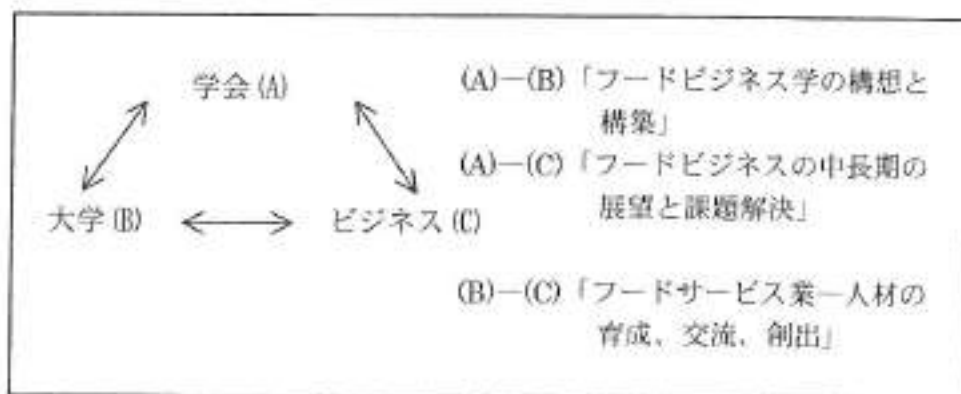 学会(A)
(A)―(B)「フードビジネス学の構想と
構築」
(A)―(C)「フードビジネスの中長期の
展望と課題解決」
大学(B)
ビジネス(C)
(B)―(C)「フードサービス業―人材の
育成、交流、創出」